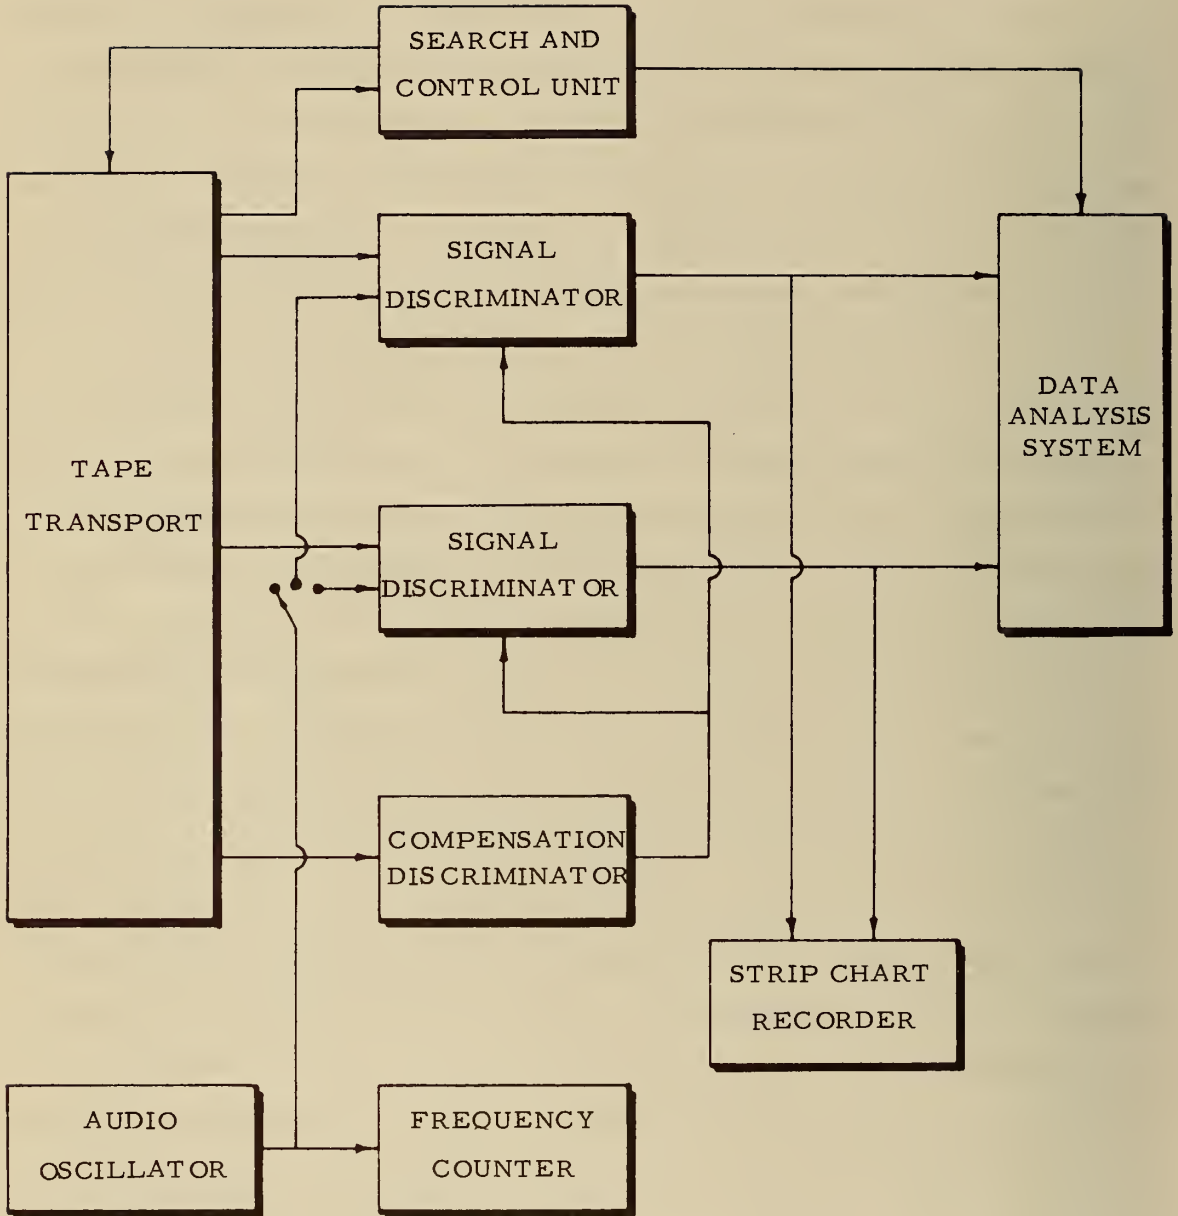 SEARCH AND
CONTROL UNIT
SIGNAL
DISCRIMINATOR
DATA
ANALYSIS
SYSTEM
TAPE
TRANSPORT
SIGNAL
DISCRIMINATOR
COMPENSATION
DISCRIMINATOR
STRIP CHART
RECORDER
AUDIO
OSCILLATOR
FREQUENCY
COUNTER